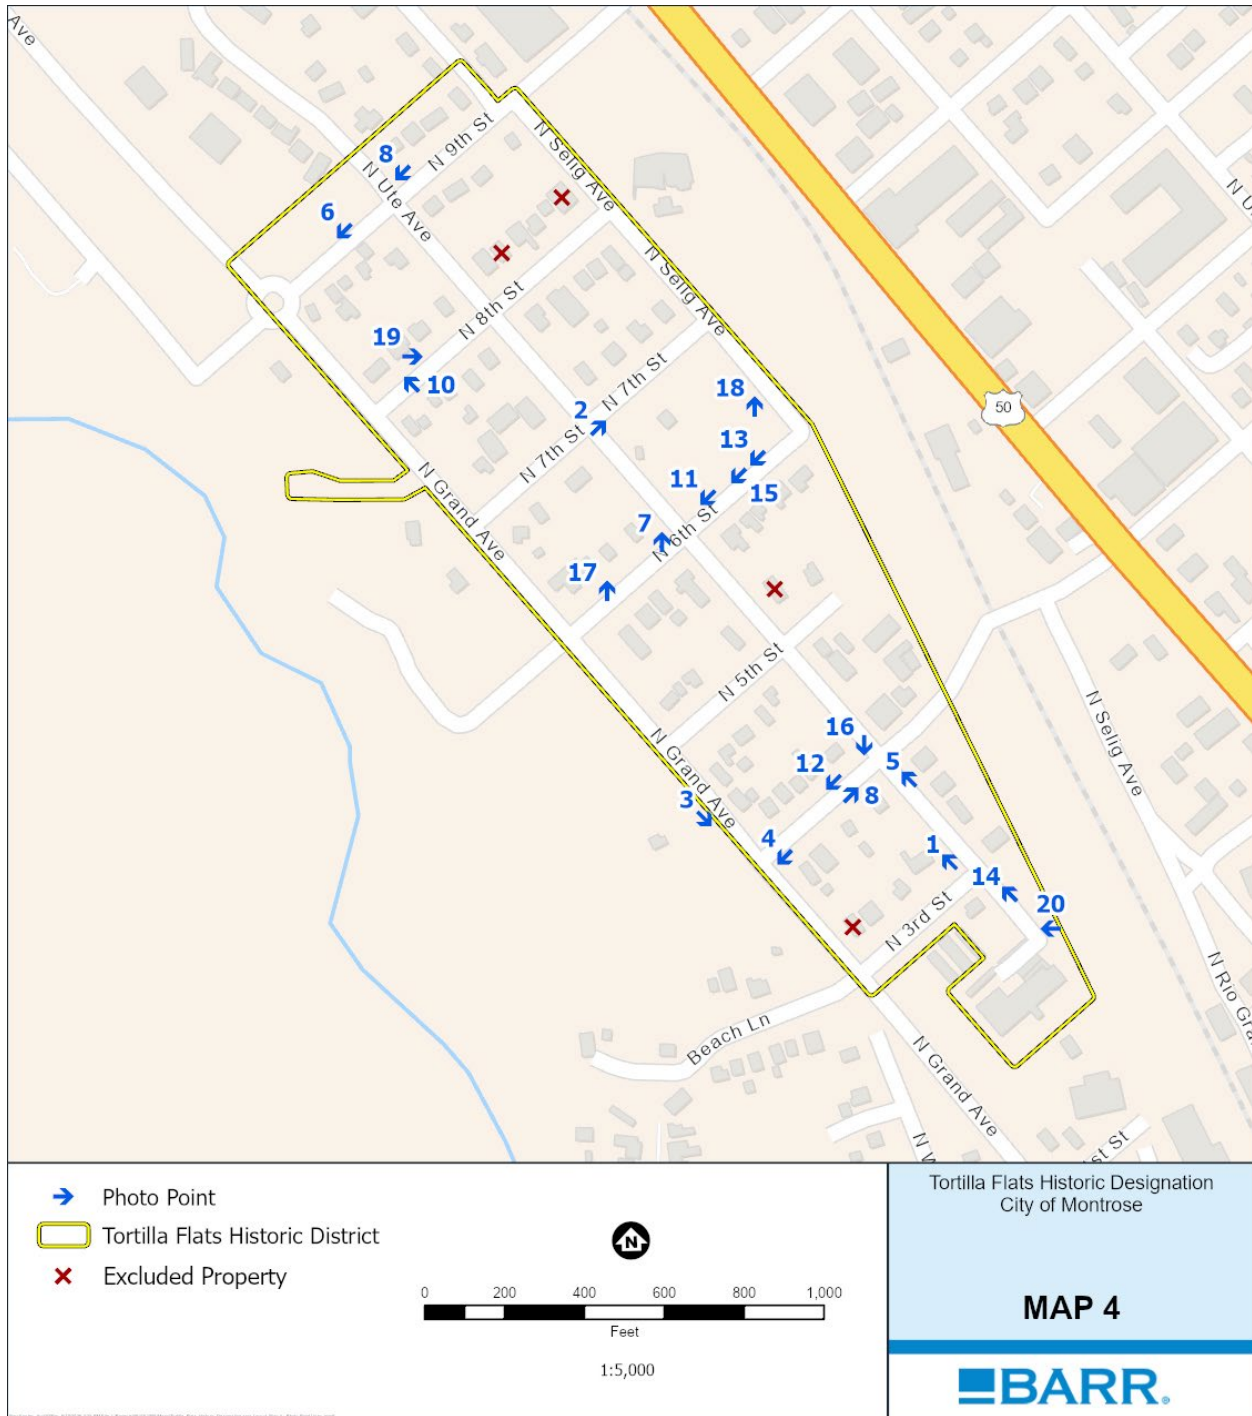 Ave
8
N 9th St
N Selig Ave
N Ute Ave
6
N U
N Selig Ave
N 8th St
19
10
N 7th St
18
50
2
N 7th St
13
11
15
N Grand Ave
7
N 6th St
17
N 5th St
N Selig Ave
16
N Grand Ave
12
5
8
3
4
1
14
20
N 3rd St
N Rio Gra
Beach Ln
N Grand Ave
N W
1st St
Photo Point
Tortilla Flats Historic District
Excluded Property
N
0 200 400 600 800 1,000
Feet
1:5,000
Tortilla Flats Historic Designation
City of Montrose
MAP 4
BARR®